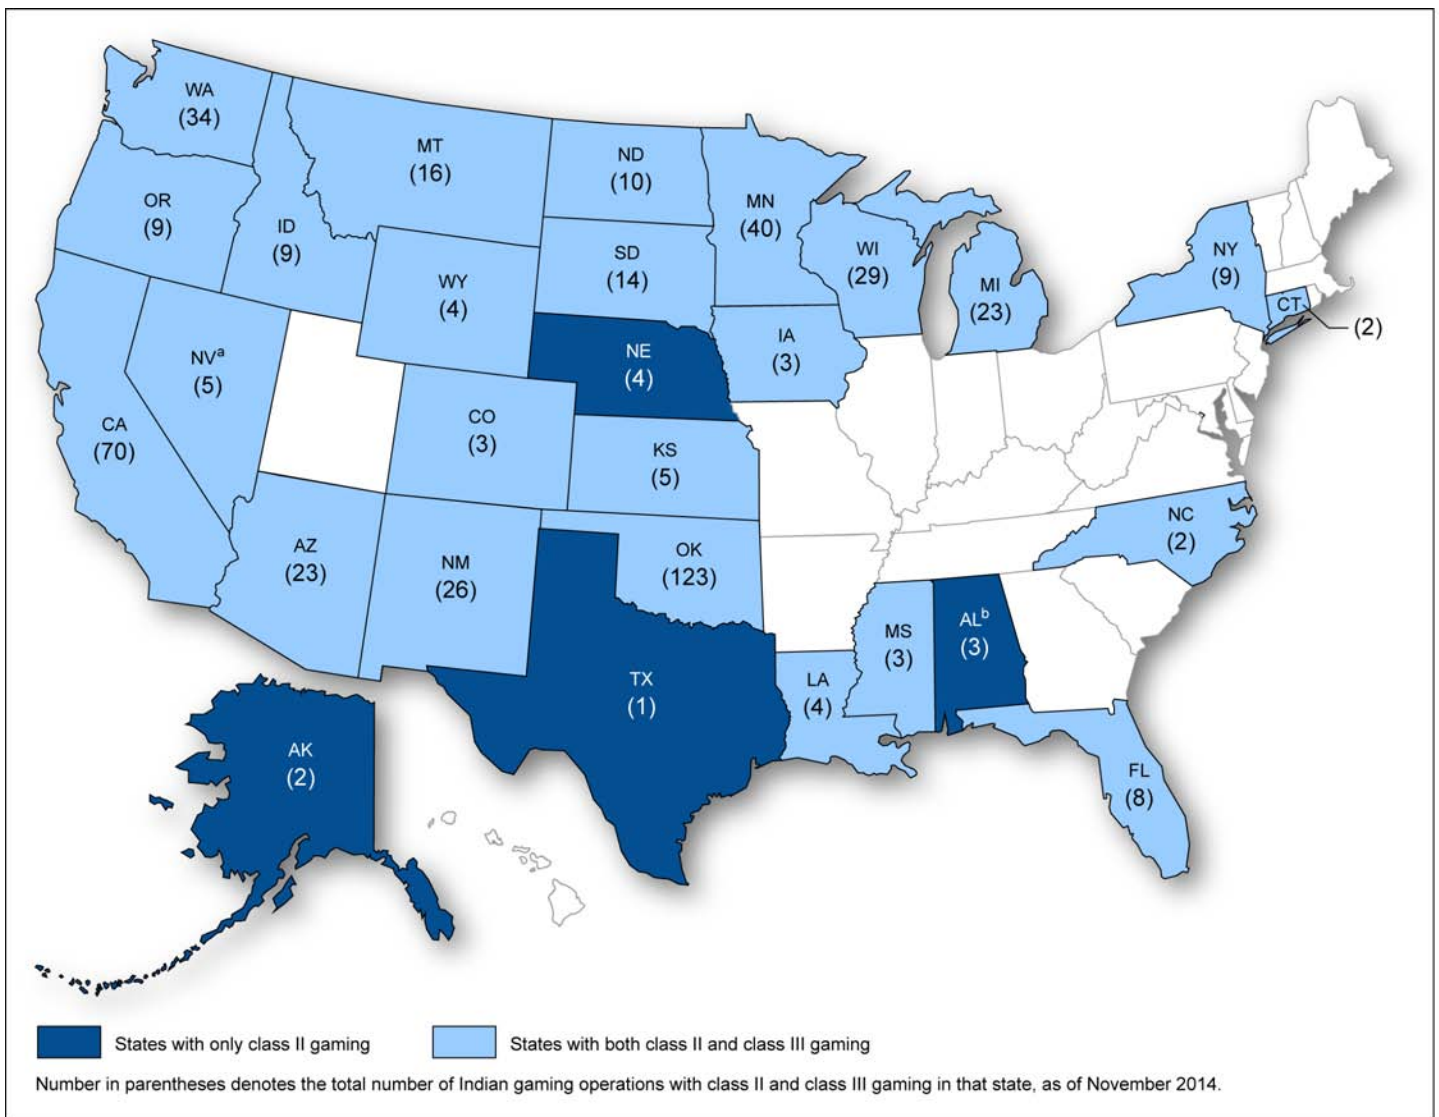 WA
(34)
MT
(16)
ND
(10)
MN
(40)
OR
(9)
ID
(9)
WY
(4)
SD
(14)
WI
(29)
MI
(23)
NY
(9)
CT
(2)
NVᵃ
(5)
NE
(4)
IA
(3)
CA
(70)
CO
(3)
KS
(5)
AZ
(23)
NM
(26)
OK
(123)
NC
(2)
TX
(1)
LA
(4)
MS
(3)
ALᵇ
(3)
AK
(2)
FL
(8)
States with only class II gaming
States with both class II and class III gaming
Number in parentheses denotes the total number of Indian gaming operations with class II and class III gaming in that state, as of November 2014.